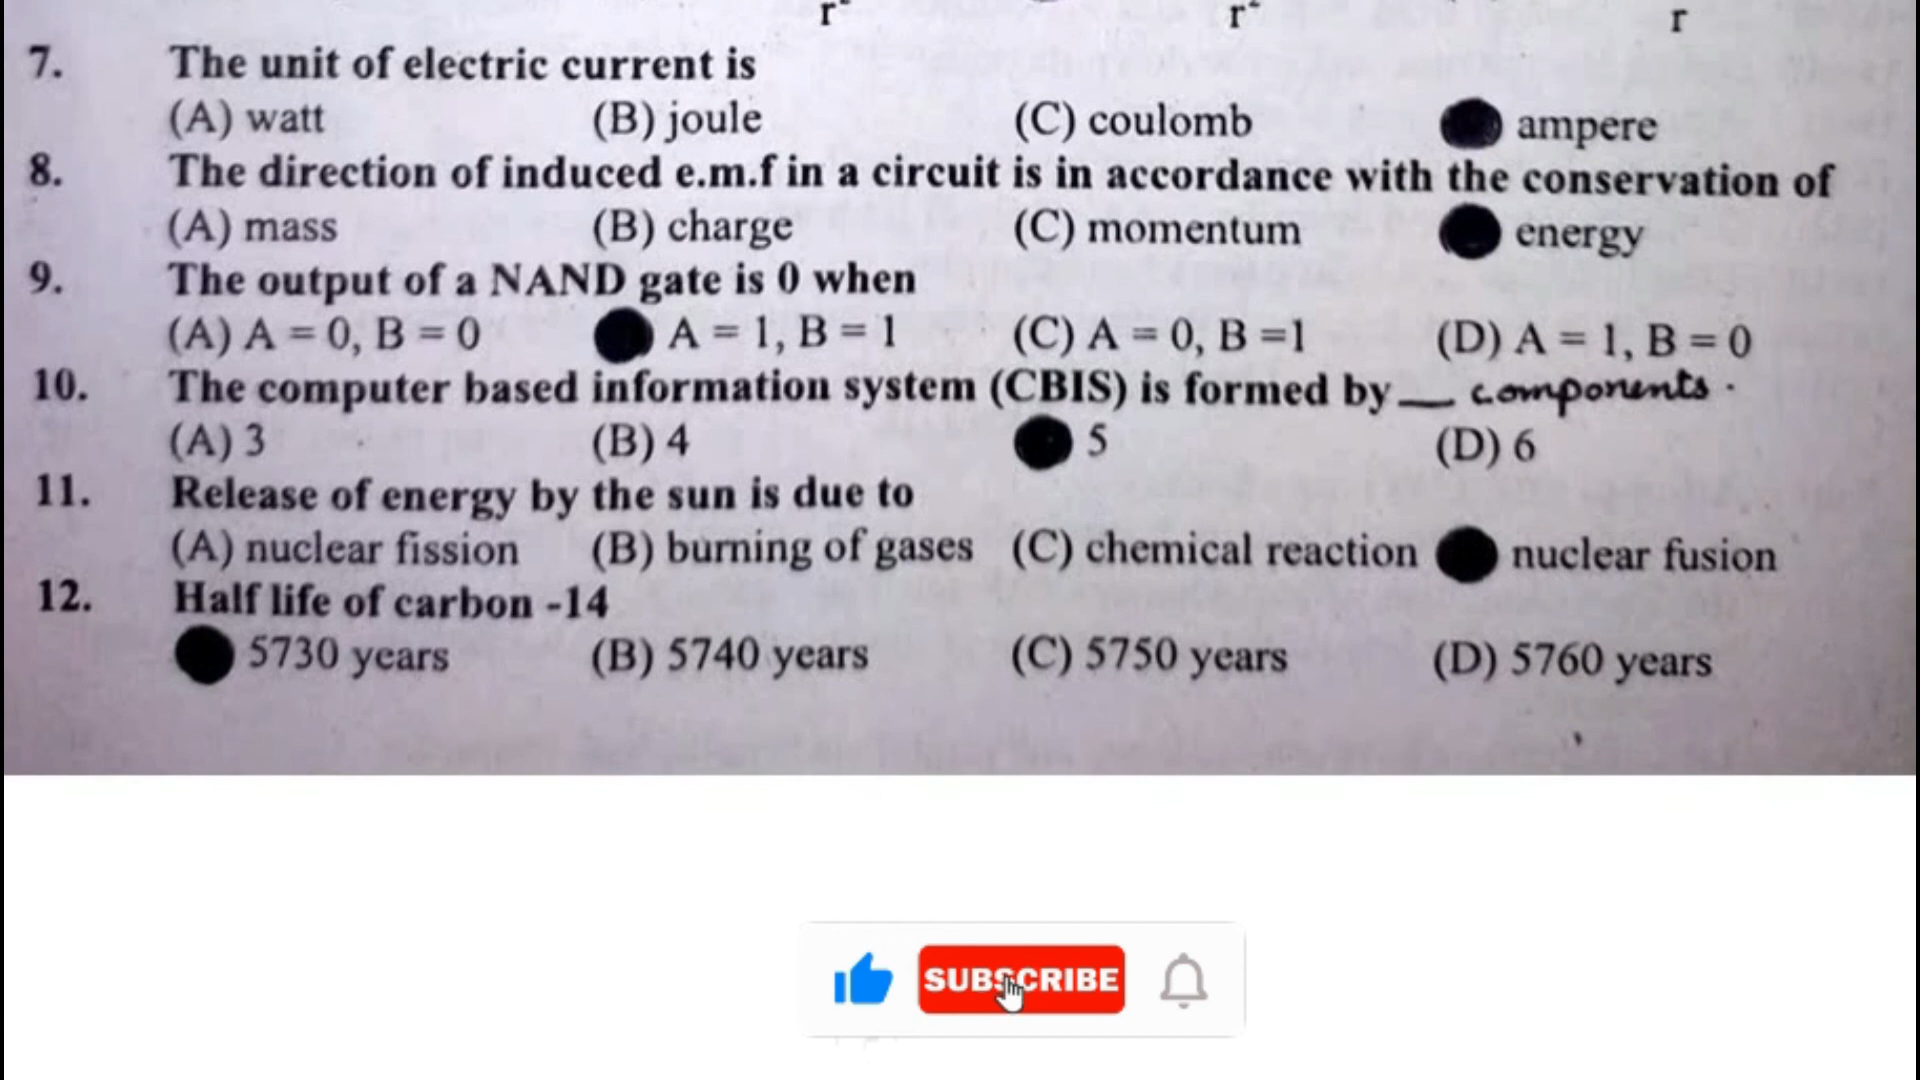 r² r² r
7. The unit of electric current is
(A) watt (B) joule (C) coulomb ampere
8. The direction of induced e.m.f in a circuit is in accordance with the conservation of
(A) mass (B) charge (C) momentum energy
9. The output of a NAND gate is 0 when
(A) A = 0, B = 0 A = 1, B = 1 (C) A = 0, B =1 (D) A = 1, B = 0
10. The computer based information system (CBIS) is formed by __ components.
(A) 3 (B) 4 5 (D) 6
11. Release of energy by the sun is due to
(A) nuclear fission (B) burning of gases (C) chemical reaction nuclear fusion
12. Half life of carbon -14
5730 years (B) 5740 years (C) 5750 years (D) 5760 years
SUBSCRIBE